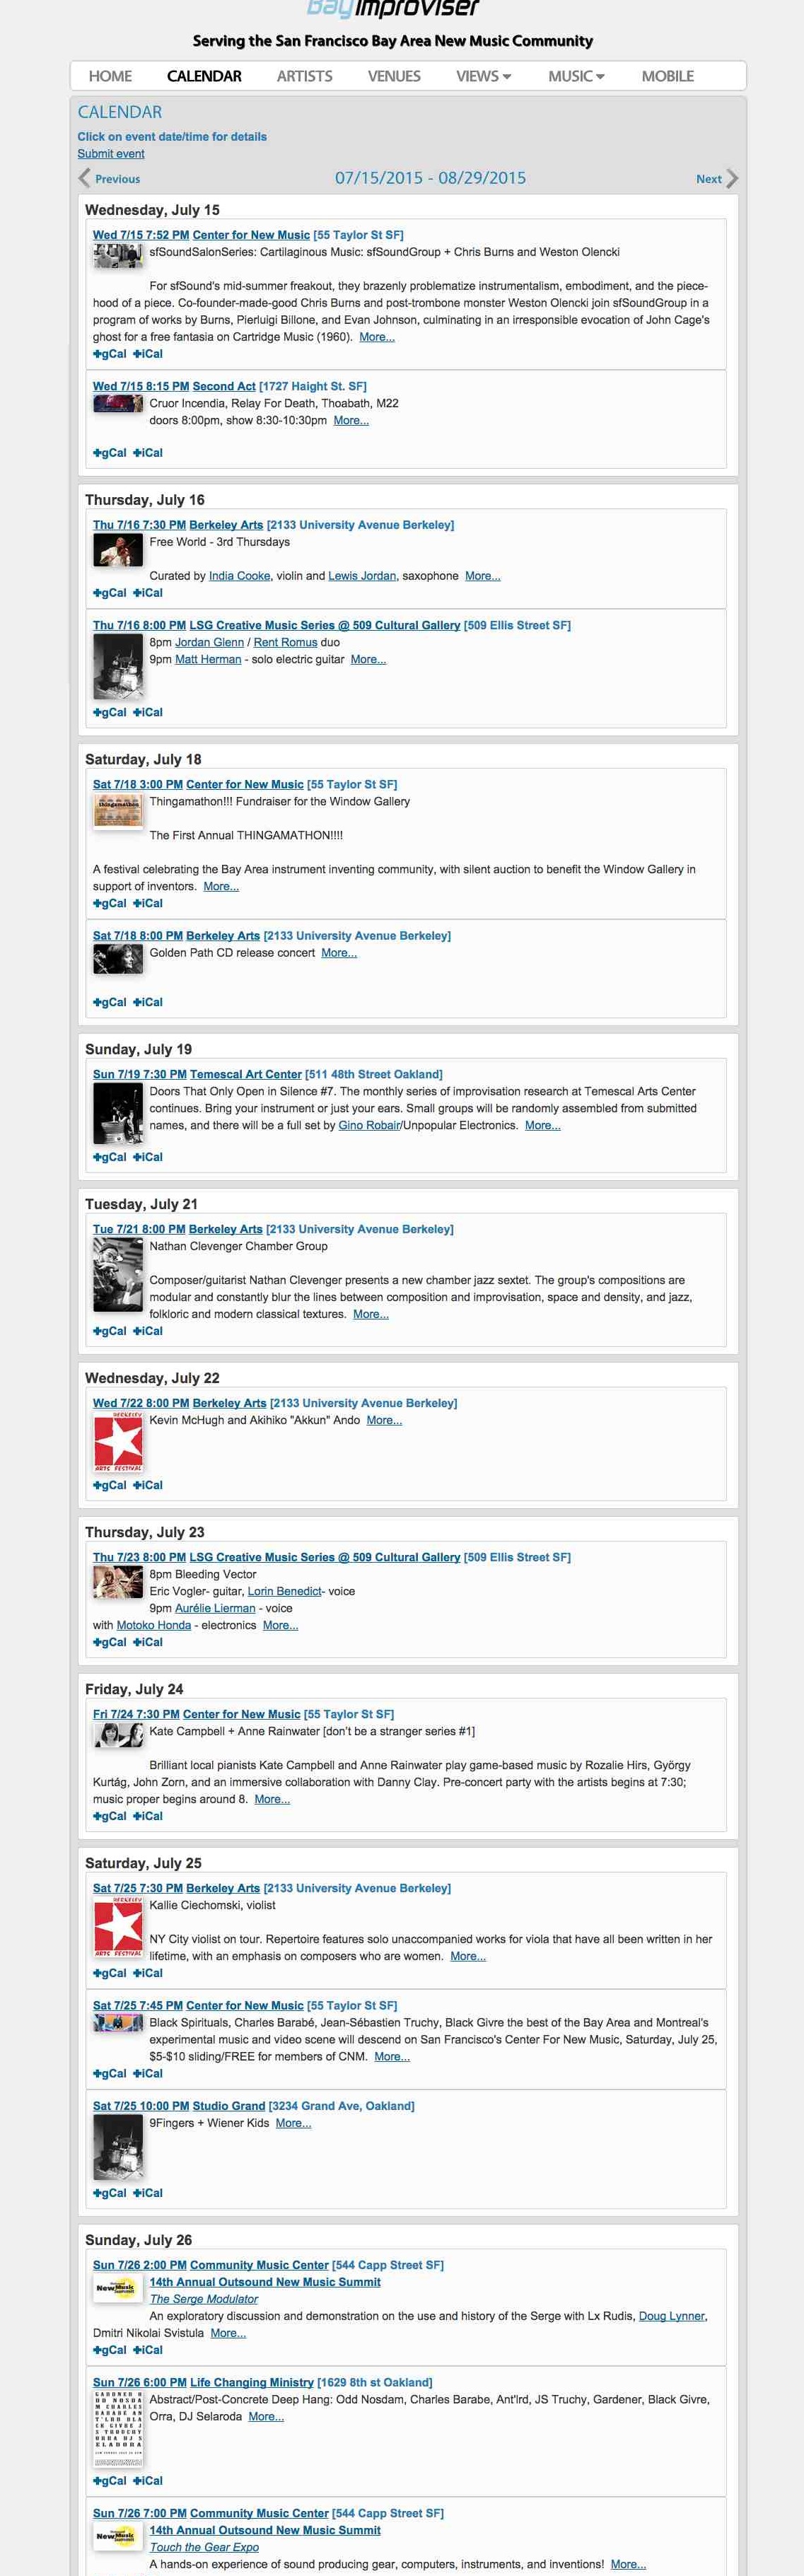 BayImproviser
Serving the San Francisco Bay Area New Music Community
HOME CALENDAR ARTISTS VENUES VIEWS MUSIC MOBILE
CALENDAR
Click on event date/time for details
Submit event
Previous 07/15/2015 - 08/29/2015 Next
Wednesday, July 15
Wed 7/15 7:52 PM Center for New Music [55 Taylor St SF]
sfSoundSalonSeries: Cartilaginous Music: sfSoundGroup + Chris Burns and Weston Olencki
For sfSound's mid-summer freakout, they brazenly problematize instrumentalism, embodiment, and the piece-
hood of a piece. Co-founder-made-good Chris Burns and post-trombone monster Weston Olencki join sfSoundGroup in a
program of works by Burns, Pierluigi Billone, and Evan Johnson, culminating in an irresponsible evocation of John Cage's
ghost for a free fantasia on Cartridge Music (1960). More...
+gCal +iCal
Wed 7/15 8:15 PM Second Act [1727 Haight St. SF]
Cruor Incendia, Relay For Death, Thoabath, M22
doors 8:00pm, show 8:30-10:30pm More...
+gCal +iCal
Thursday, July 16
Thu 7/16 7:30 PM Berkeley Arts [2133 University Avenue Berkeley]
Free World - 3rd Thursdays
Curated by India Cooke, violin and Lewis Jordan, saxophone More...
+gCal +iCal
Thu 7/16 8:00 PM LSG Creative Music Series @ 509 Cultural Gallery [509 Ellis Street SF]
8pm Jordan Glenn / Rent Romus duo
9pm Matt Herman - solo electric guitar More...
+gCal +iCal
Saturday, July 18
Sat 7/18 3:00 PM Center for New Music [55 Taylor St SF]
Thingamathon!!! Fundraiser for the Window Gallery
thingamathon
The First Annual THINGAMATHON!!!!
A festival celebrating the Bay Area instrument inventing community, with silent auction to benefit the Window Gallery in
support of inventors. More...
+gCal +iCal
Sat 7/18 8:00 PM Berkeley Arts [2133 University Avenue Berkeley]
Golden Path CD release concert More...
+gCal +iCal
Sunday, July 19
Sun 7/19 7:30 PM Temescal Art Center [511 48th Street Oakland]
Doors That Only Open in Silence #7. The monthly series of improvisation research at Temescal Arts Center
continues. Bring your instrument or just your ears. Small groups will be randomly assembled from submitted
names, and there will be a full set by Gino Robair/Unpopular Electronics. More...
+gCal +iCal
Tuesday, July 21
Tue 7/21 8:00 PM Berkeley Arts [2133 University Avenue Berkeley]
Nathan Clevenger Chamber Group
Composer/guitarist Nathan Clevenger presents a new chamber jazz sextet. The group's compositions are
modular and constantly blur the lines between composition and improvisation, space and density, and jazz,
folkloric and modern classical textures. More...
+gCal +iCal
Wednesday, July 22
Wed 7/22 8:00 PM Berkeley Arts [2133 University Avenue Berkeley]
BERKELEY
Kevin McHugh and Akihiko "Akkun" Ando More...
ARTS FESTIVAL
+gCal +iCal
Thursday, July 23
Thu 7/23 8:00 PM LSG Creative Music Series @ 509 Cultural Gallery [509 Ellis Street SF]
8pm Bleeding Vector
Eric Vogler- guitar, Lorin Benedict- voice
9pm Aurélie Lierman - voice
with Motoko Honda - electronics More...
+gCal +iCal
Friday, July 24
Fri 7/24 7:30 PM Center for New Music [55 Taylor St SF]
Kate Campbell + Anne Rainwater [don't be a stranger series #1]
Brilliant local pianists Kate Campbell and Anne Rainwater play game-based music by Rozalie Hirs, György
Kurtág, John Zorn, and an immersive collaboration with Danny Clay. Pre-concert party with the artists begins at 7:30;
music proper begins around 8. More...
+gCal +iCal
Saturday, July 25
Sat 7/25 7:30 PM Berkeley Arts [2133 University Avenue Berkeley]
BERKELEY
Kallie Ciechomski, violist
NY City violist on tour. Repertoire features solo unaccompanied works for viola that have all been written in her
lifetime, with an emphasis on composers who are women. More...
ARTS FESTIVAL
+gCal +iCal
Sat 7/25 7:45 PM Center for New Music [55 Taylor St SF]
Black Spirituals, Charles Barabé, Jean-Sébastien Truchy, Black Givre the best of the Bay Area and Montreal's
experimental music and video scene will descend on San Francisco's Center For New Music, Saturday, July 25,
$5-$10 sliding/FREE for members of CNM. More...
+gCal +iCal
Sat 7/25 10:00 PM Studio Grand [3234 Grand Ave, Oakland]
9Fingers + Wiener Kids More...
+gCal +iCal
Sunday, July 26
Sun 7/26 2:00 PM Community Music Center [544 Capp Street SF]
14th Annual Outsound New Music Summit
New Music Summit
The Serge Modulator
An exploratory discussion and demonstration on the use and history of the Serge with Lx Rudis, Doug Lynner,
Dmitri Nikolai Svistula More...
+gCal +iCal
Sun 7/26 6:00 PM Life Changing Ministry [1629 8th st Oakland]
Abstract/Post-Concrete Deep Hang: Odd Nosdam, Charles Barabe, Ant'lrd, JS Truchy, Gardener, Black Givre,
Orra, DJ Selaroda More...
+gCal +iCal
Sun 7/26 7:00 PM Community Music Center [544 Capp Street SF]
14th Annual Outsound New Music Summit
New Music Summit
Touch the Gear Expo
A hands-on experience of sound producing gear, computers, instruments, and inventions! More...